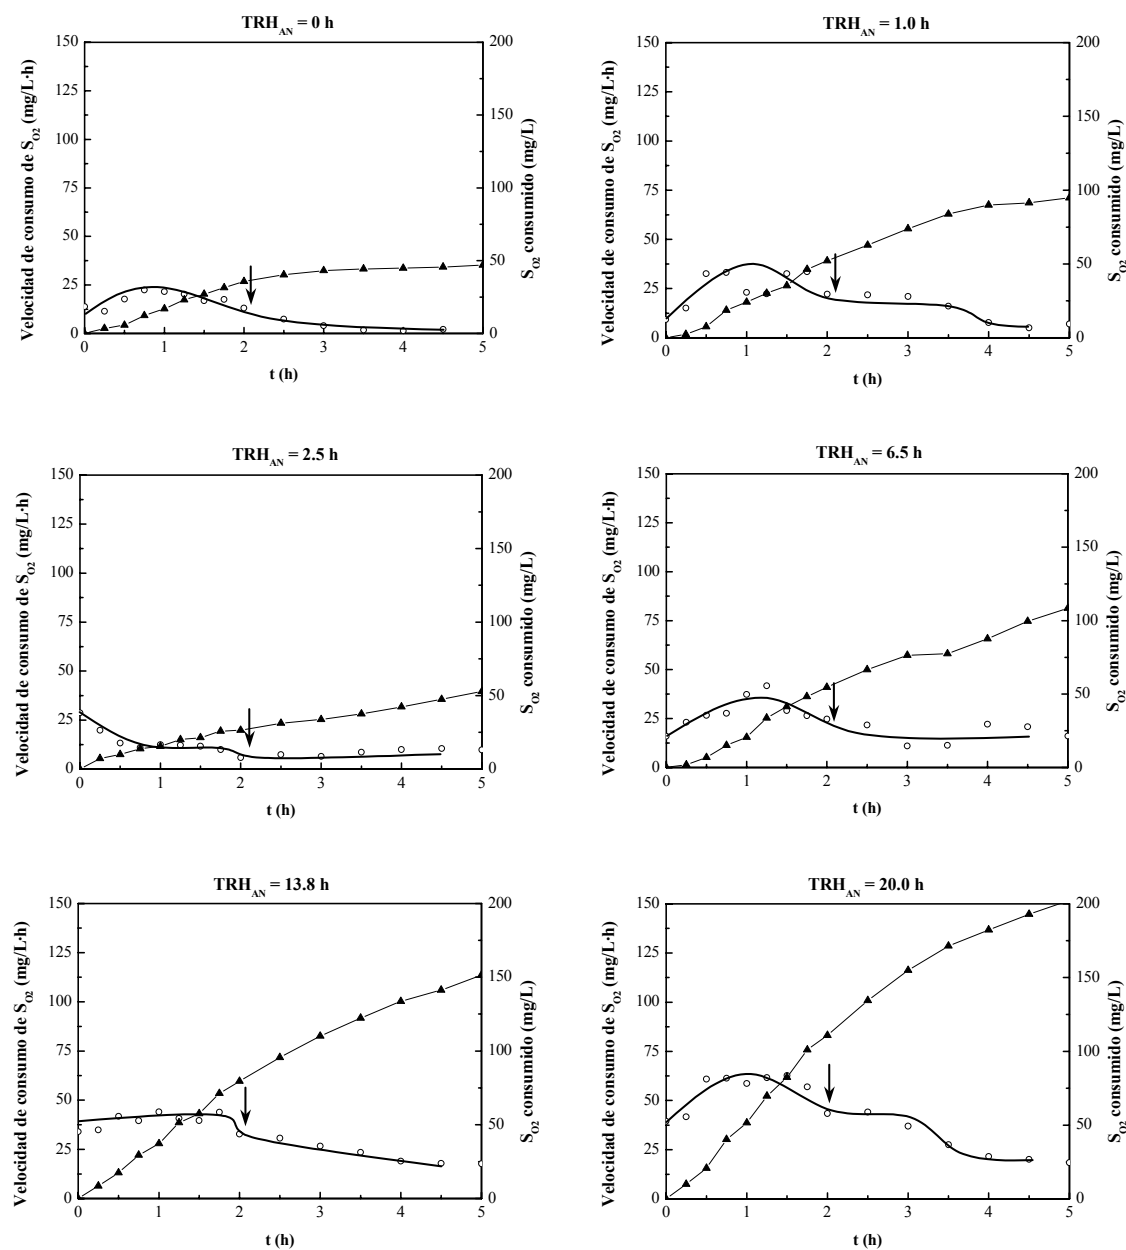 TRH_AN = 0 h
Velocidad de consumo de S_O2 (mg/L·h)
150
125
100
75
50
25
0
200
150
100
50
0
S_O2 consumido (mg/L)
0 1 2 3 4 5
t (h)
TRH_AN = 1.0 h
Velocidad de consumo de S_O2 (mg/L·h)
150
125
100
75
50
25
0
200
150
100
50
0
S_O2 consumido (mg/L)
0 1 2 3 4 5
t (h)
TRH_AN = 2.5 h
Velocidad de consumo de S_O2 (mg/L·h)
150
125
100
75
50
25
0
200
150
100
50
0
S_O2 consumido (mg/L)
0 1 2 3 4 5
t (h)
TRH_AN = 6.5 h
Velocidad de consumo de S_O2 (mg/L·h)
150
125
100
75
50
25
0
200
150
100
50
0
S_O2 consumido (mg/L)
0 1 2 3 4 5
t (h)
TRH_AN = 13.8 h
Velocidad de consumo de S_O2 (mg/L·h)
150
125
100
75
50
25
0
200
150
100
50
0
S_O2 consumido (mg/L)
0 1 2 3 4 5
t (h)
TRH_AN = 20.0 h
Velocidad de consumo de S_O2 (mg/L·h)
150
125
100
75
50
25
0
200
150
100
50
0
S_O2 consumido (mg/L)
0 1 2 3 4 5
t (h)